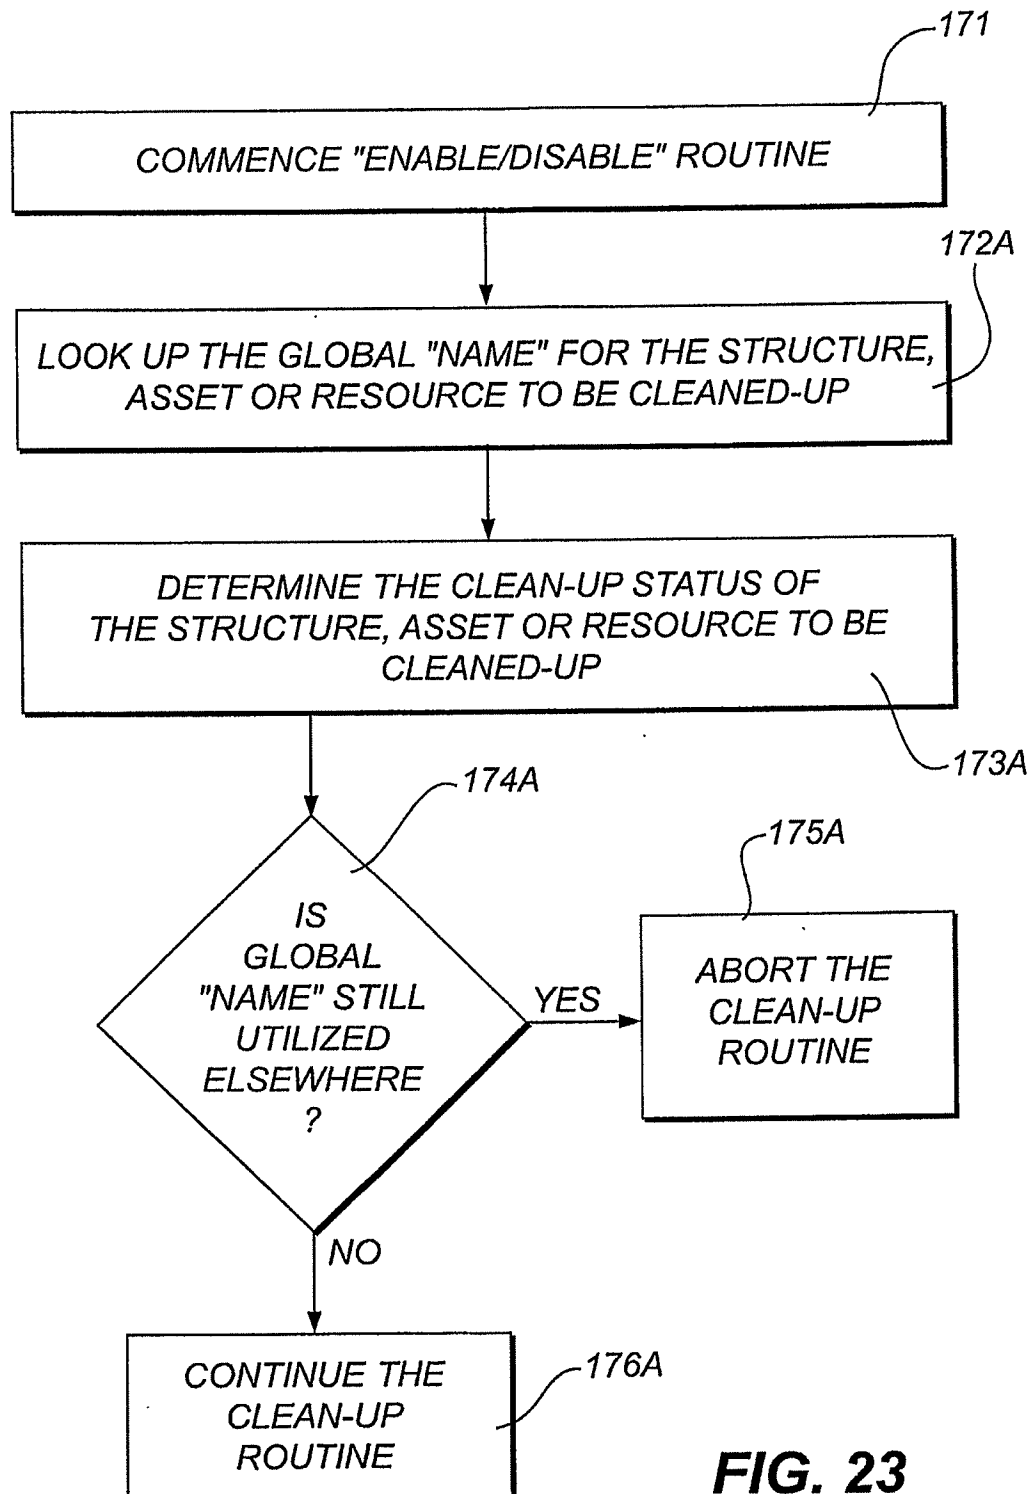 171
COMMENCE "ENABLE/DISABLE" ROUTINE
172A
LOOK UP THE GLOBAL "NAME" FOR THE STRUCTURE,
ASSET OR RESOURCE TO BE CLEANED-UP
DETERMINE THE CLEAN-UP STATUS OF
THE STRUCTURE, ASSET OR RESOURCE TO BE
CLEANED-UP
173A
174A
IS
GLOBAL
"NAME" STILL
UTILIZED
ELSEWHERE
?
YES
175A
ABORT THE
CLEAN-UP
ROUTINE
NO
176A
CONTINUE THE
CLEAN-UP
ROUTINE
FIG. 23